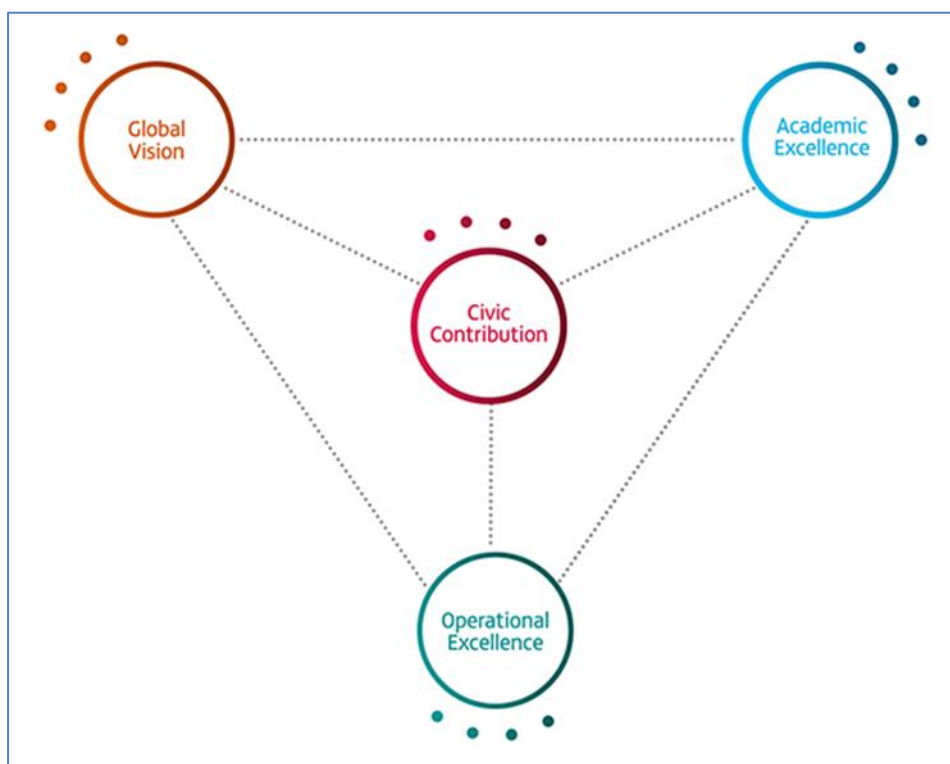 Global
Vision
Academic
Excellence
Civic
Contribution
Operational
Excellence